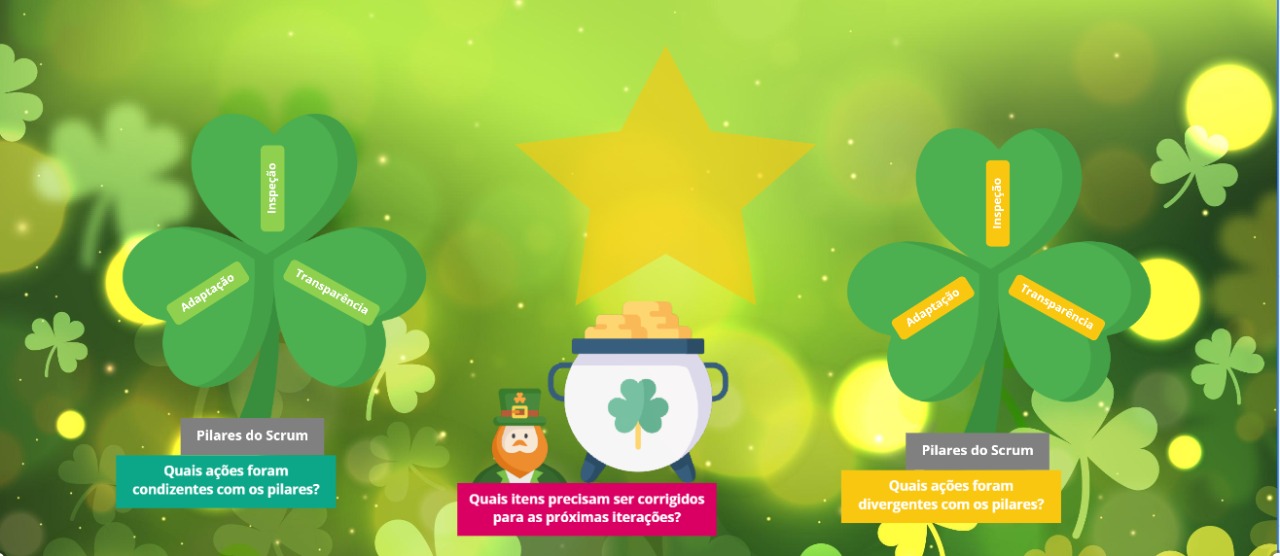 Inspeção
Adaptação
Transparência
Pilares do Scrum
Quais ações foram
condizentes com os pilares?
Quais itens precisam ser corrigidos
para as próximas iterações?
Inspeção
Adaptação
Transparência
Pilares do Scrum
Quais ações foram
divergentes com os pilares?